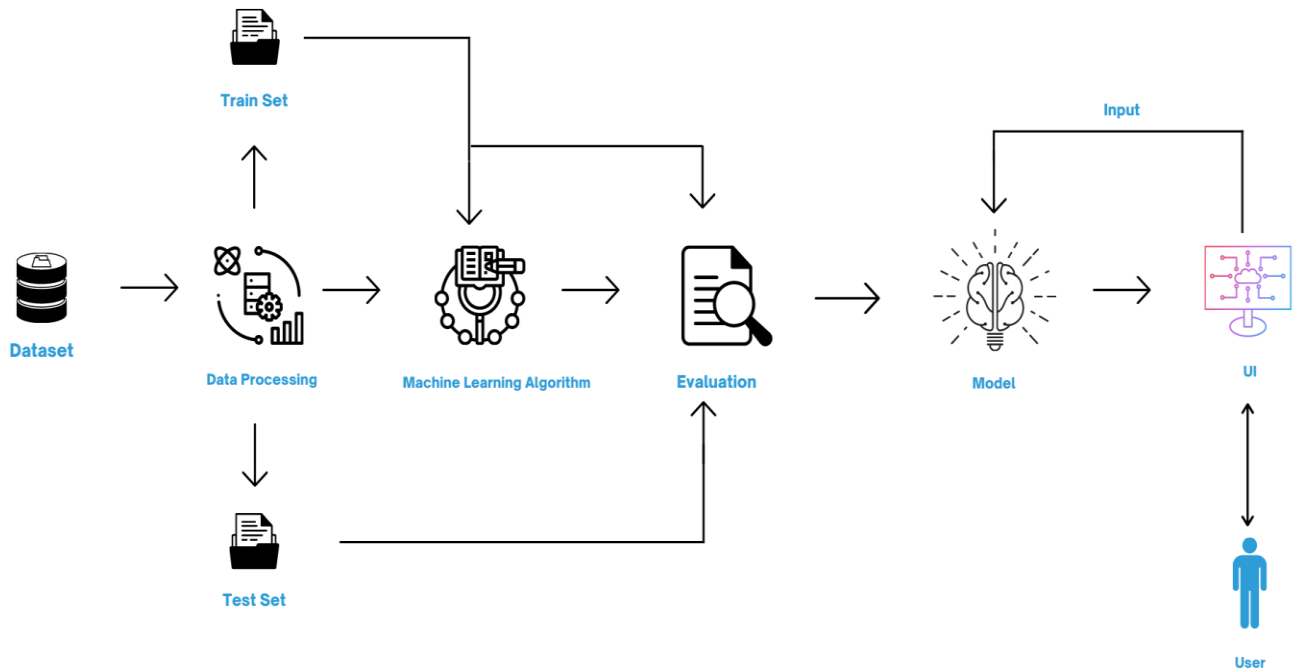 Train Set
Input
Dataset
Data Processing
Machine Learning Algorithm
Evaluation
Model
UI
Test Set
User